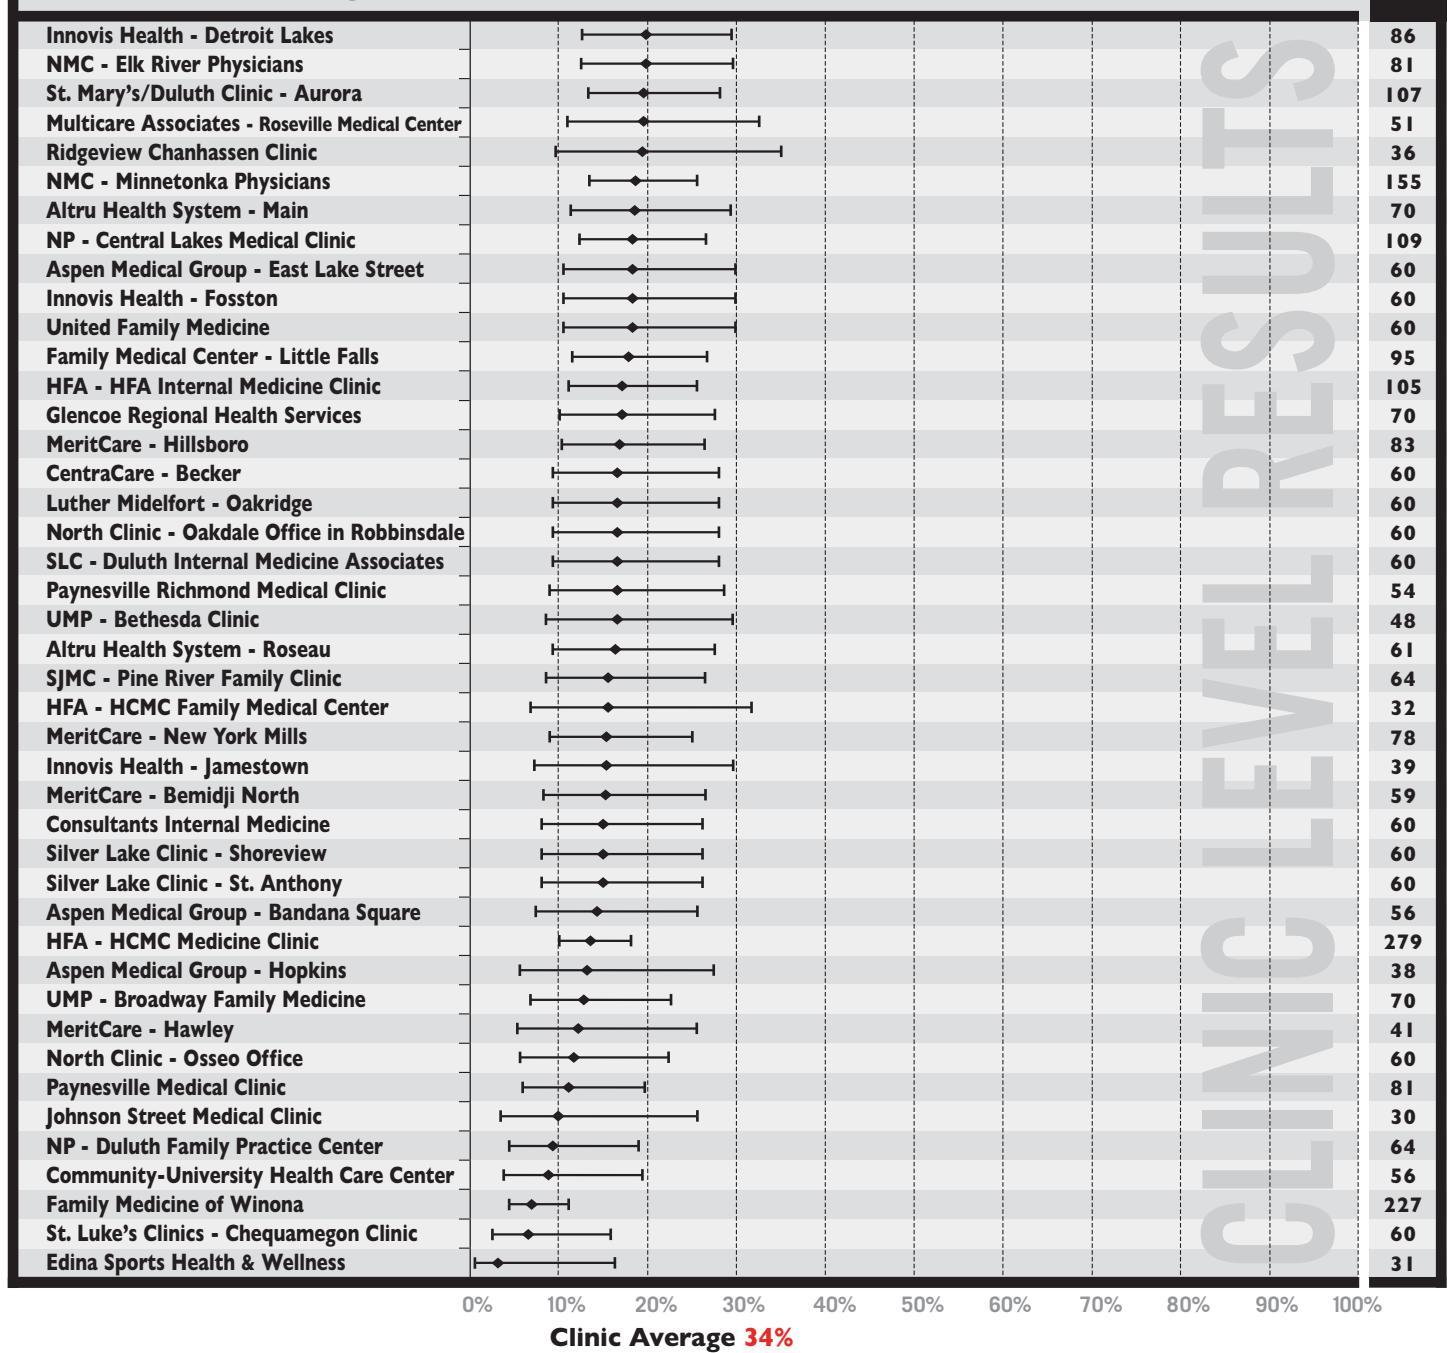 Innovis Health - Detroit Lakes 86
NMC - Elk River Physicians 81
St. Mary's/Duluth Clinic - Aurora 107
Multicare Associates - Roseville Medical Center 51
Ridgeview Chanhassen Clinic 36
NMC - Minnetonka Physicians 155
Altru Health System - Main 70
NP - Central Lakes Medical Clinic 109
Aspen Medical Group - East Lake Street 60
Innovis Health - Fosston 60
United Family Medicine 60
Family Medical Center - Little Falls 95
HFA - HFA Internal Medicine Clinic 105
Glencoe Regional Health Services 70
MeritCare - Hillsboro 83
CentraCare - Becker 60
Luther Midelfort - Oakridge 60
North Clinic - Oakdale Office in Robbinsdale 60
SLC - Duluth Internal Medicine Associates 60
Paynesville Richmond Medical Clinic 54
UMP - Bethesda Clinic 48
Altru Health System - Roseau 61
SJMC - Pine River Family Clinic 64
HFA - HCMC Family Medical Center 32
MeritCare - New York Mills 78
Innovis Health - Jamestown 39
MeritCare - Bemidji North 59
Consultants Internal Medicine 60
Silver Lake Clinic - Shoreview 60
Silver Lake Clinic - St. Anthony 60
Aspen Medical Group - Bandana Square 56
HFA - HCMC Medicine Clinic 279
Aspen Medical Group - Hopkins 38
UMP - Broadway Family Medicine 70
MeritCare - Hawley 41
North Clinic - Osseo Office 60
Paynesville Medical Clinic 81
Johnson Street Medical Clinic 30
NP - Duluth Family Practice Center 64
Community-University Health Care Center 56
Family Medicine of Winona 227
St. Luke's Clinics - Chequamegon Clinic 60
Edina Sports Health & Wellness 31
CLINIC LEVEL RESULTS
0% 10% 20% 30% 40% 50% 60% 70% 80% 90% 100%
Clinic Average 34%